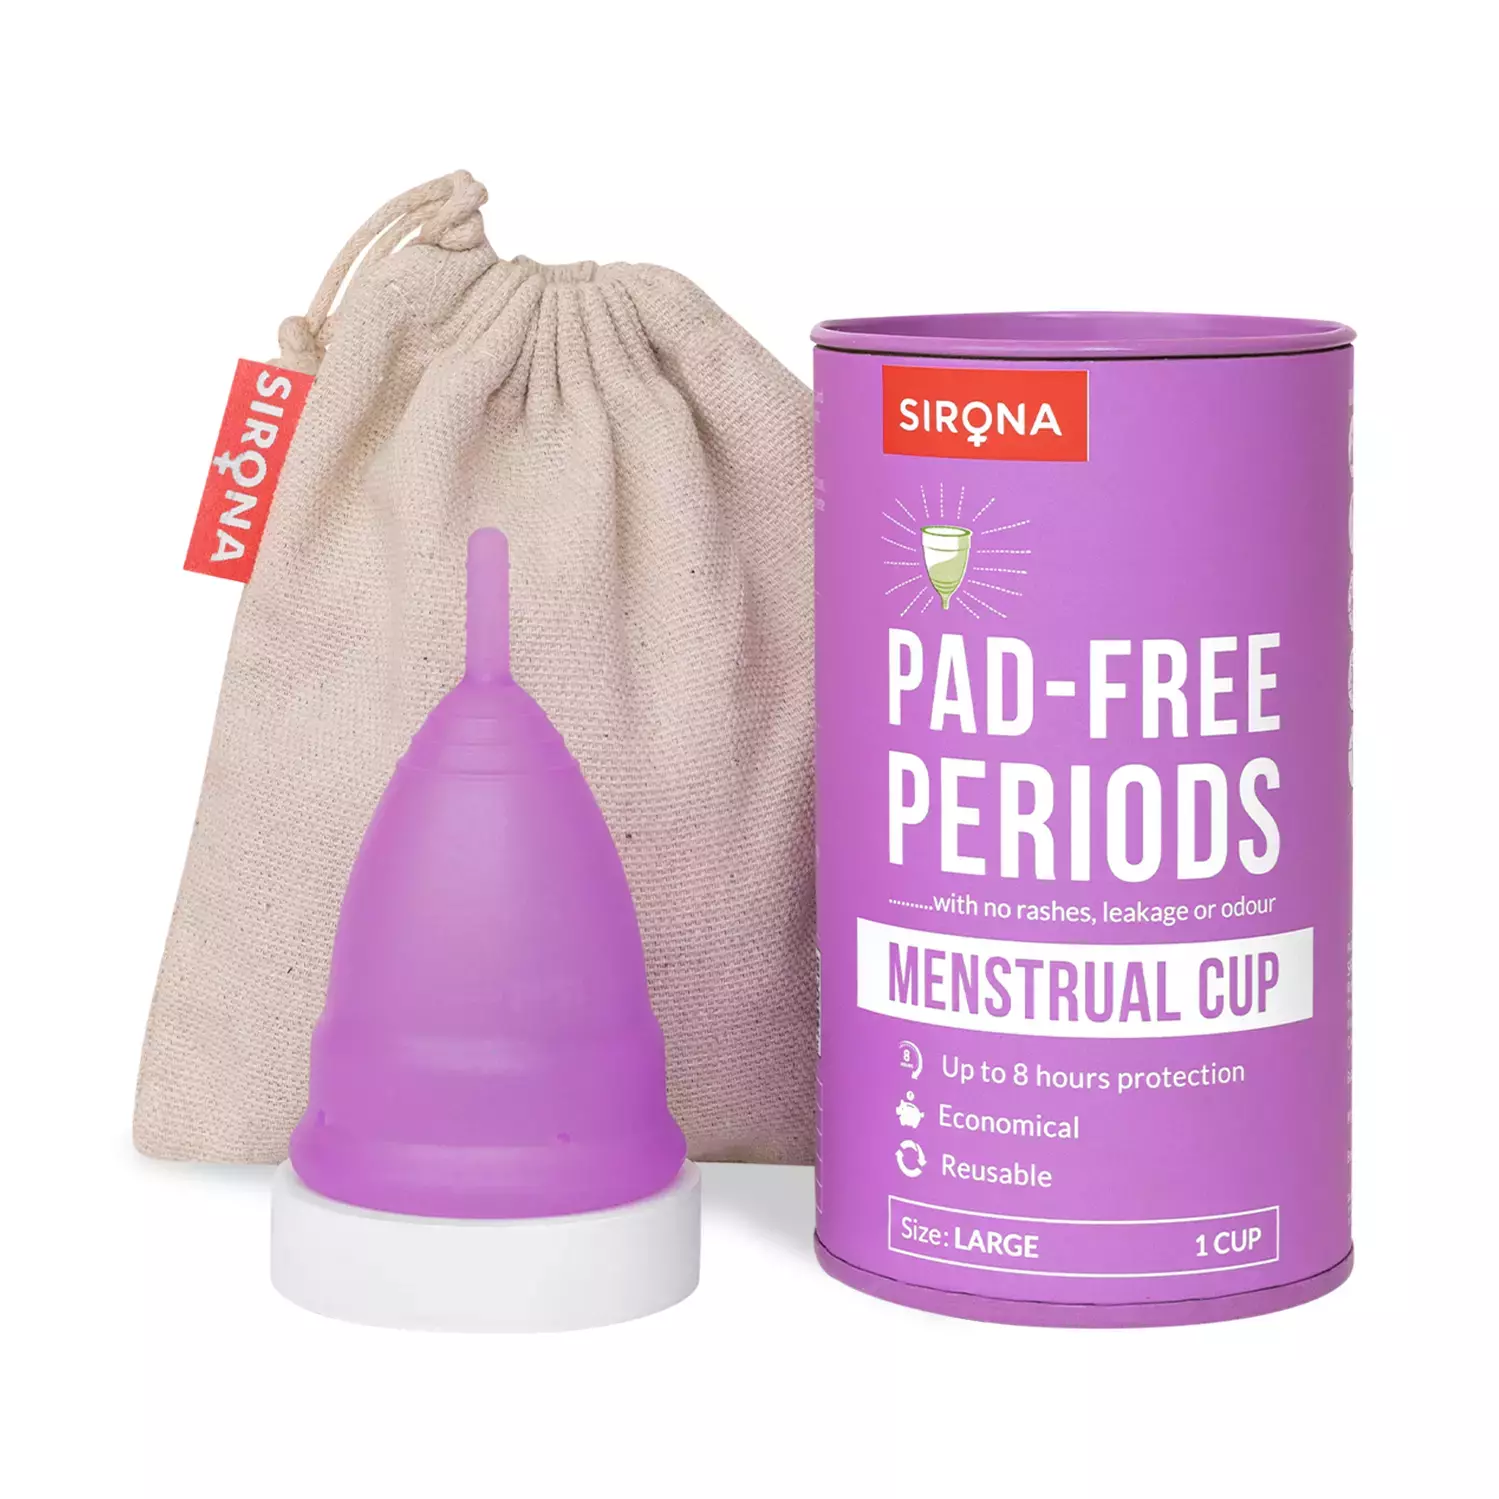 SIRONA
SIRONA
PAD-FREE
PERIODS
..........with no rashes, leakage or odour
MENSTRUAL CUP
8
Up to 8 hours protection
Economical
Reusable
Size: LARGE
1 CUP